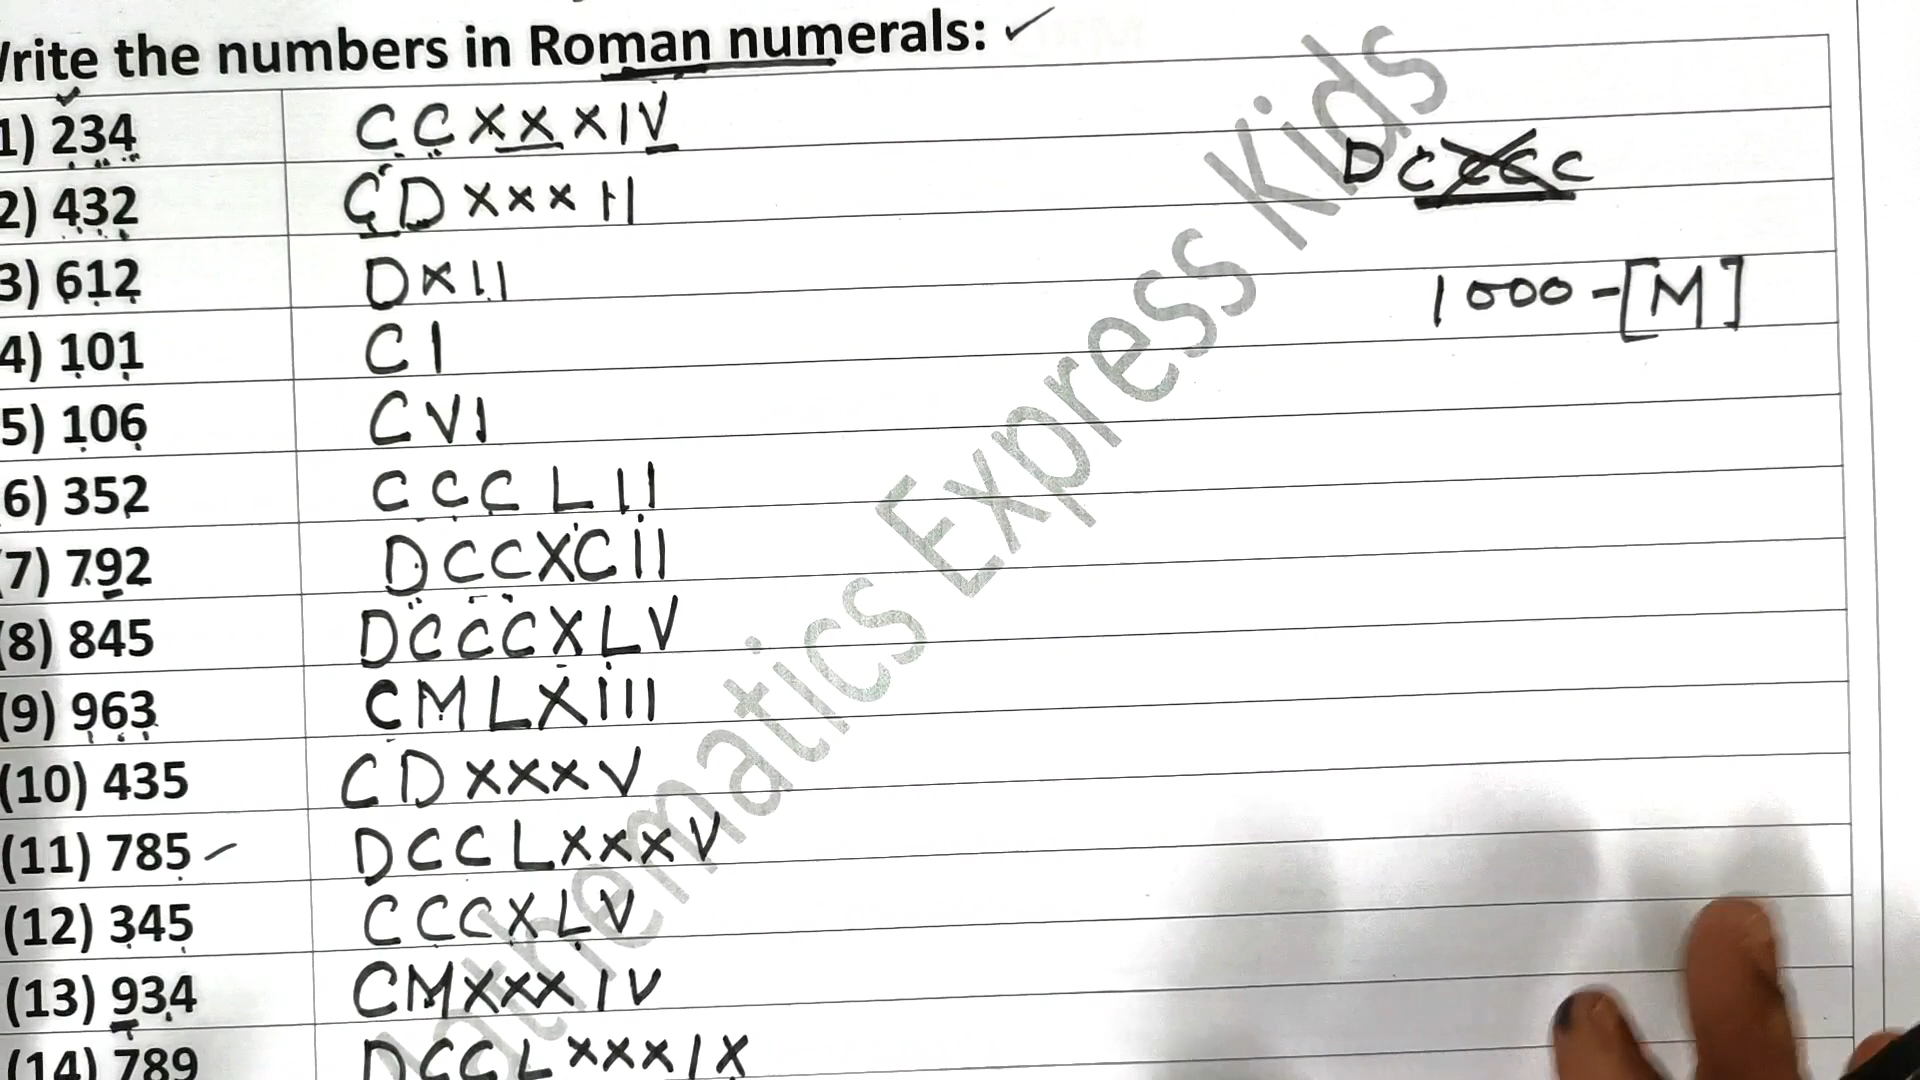 Write the numbers in Roman numerals: ✓
1) 234 CCXXXIV
2) 432 CDXXXII
3) 612 DXII
4) 101 CI
5) 106 CVI
6) 352 CCCLII
(7) 792 DCCXCII
(8) 845 DCCCXLV
(9) 963 CMLXIII
(10) 435 CDXXXV
(11) 785 DCCLXXXV
(12) 345 CCCXLV
(13) 934 CMXXXIV
(14) 789 DCCLXXXIX
DCCCC
1000 - [M]
Mathematics Express Kids